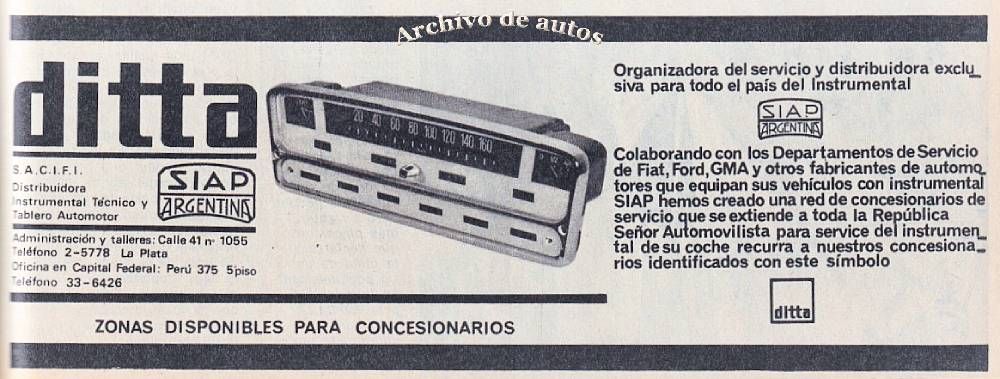 Archivo de autos
ditta
S.A.C.I.F.I.
Distribuidora
Instrumental Técnico y
Tablero Automotor
SIAP
ARGENTINA
Administración y talleres: Calle 41 nº 1055
Teléfono 2-5778 La Plata
Oficina en Capital Federal: Perú 375 5ºpiso
Teléfono 33-6426
20 40 60 80 100 120 140 160
ZONAS DISPONIBLES PARA CONCESIONARIOS
Organizadora del servicio y distribuidora exclu_
siva para todo el país del Instrumental
SIAP
ARGENTINA
Colaborando con los Departamentos de Servicio
de Fiat, Ford, GMA y otros fabricantes de automo_
tores que equipan sus vehículos con instrumental
SIAP hemos creado una red de concesionarios de
servicio que se extiende a toda la República
Señor Automovilista para service del instrumen_
tal de su coche recurra a nuestros concesiona_
rios identificados con este símbolo
ditta